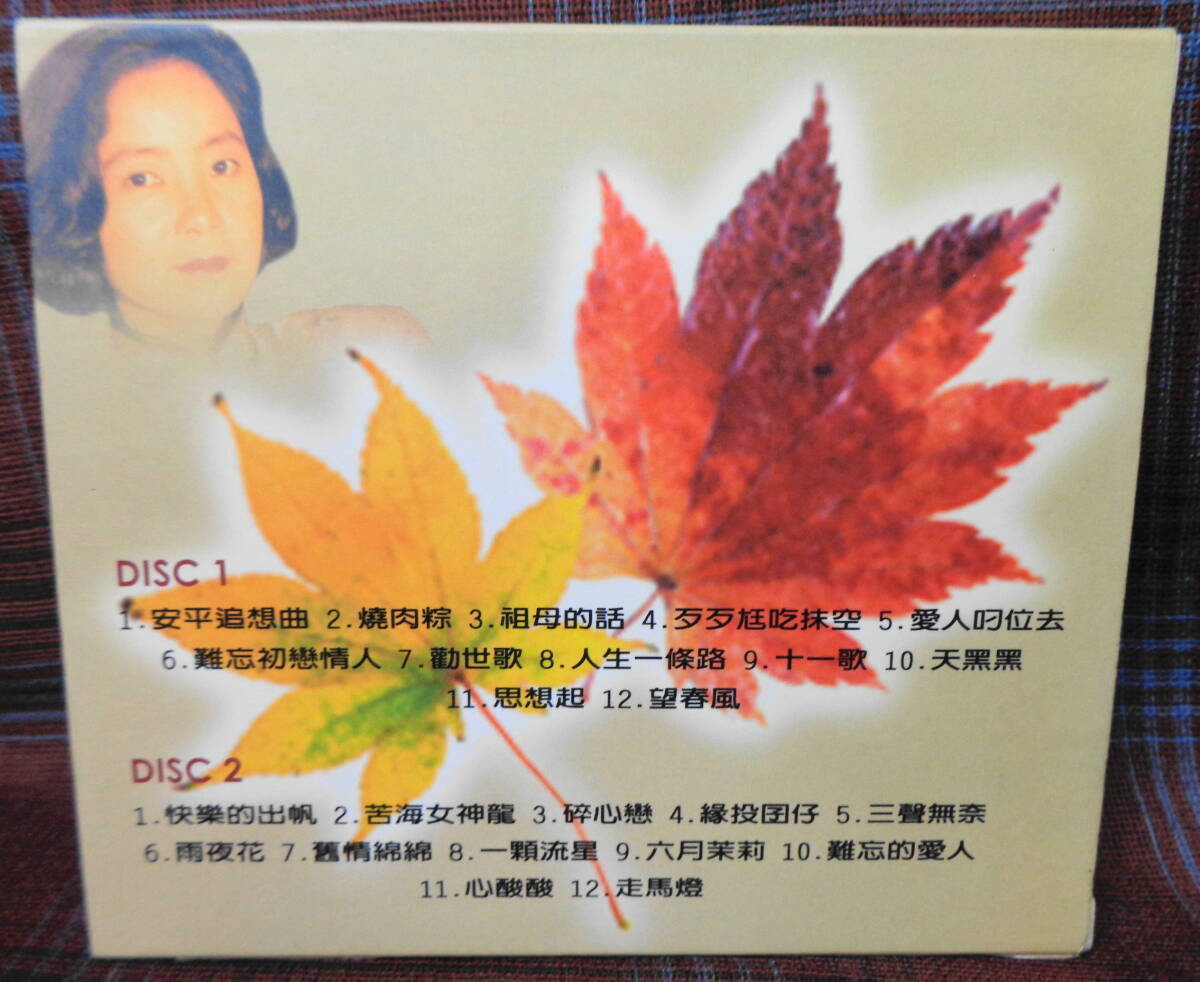 DISC 1
1.安平追想曲 2.燒肉粽 3.祖母的話 4.歹歹尪吃抹空 5.愛人叼位去
6.難忘初戀情人 7.勸世歌 8.人生一條路 9.十一歌 10.天黑黑
11.思想起 12.望春風
DISC 2
1.快樂的出帆 2.苦海女神龍 3.碎心戀 4.緣投囝仔 5.三聲無奈
6.雨夜花 7.舊情綿綿 8.一顆流星 9.六月茉莉 10.難忘的愛人
11.心酸酸 12.走馬燈